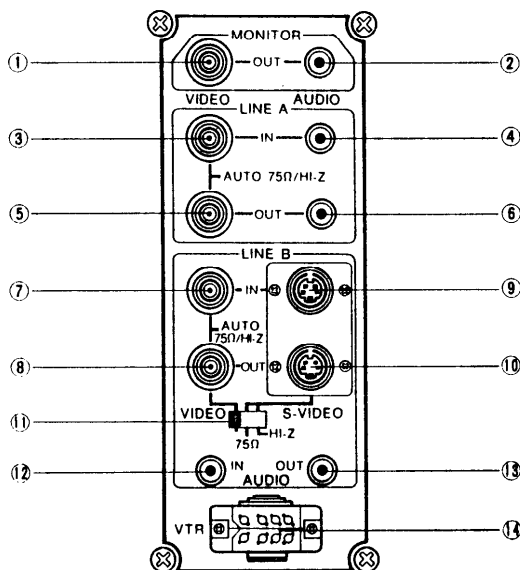 MONITOR
① OUT ②
VIDEO AUDIO
LINE A
③ IN ④
AUTO 75Ω/HI-Z
⑤ OUT ⑥
LINE B
⑦ IN ⑨
AUTO
75Ω/HI-Z
⑧ OUT ⑩
VIDEO S-VIDEO
⑪ HI-Z
75Ω
⑫ IN OUT ⑬
AUDIO
VTR ⑭